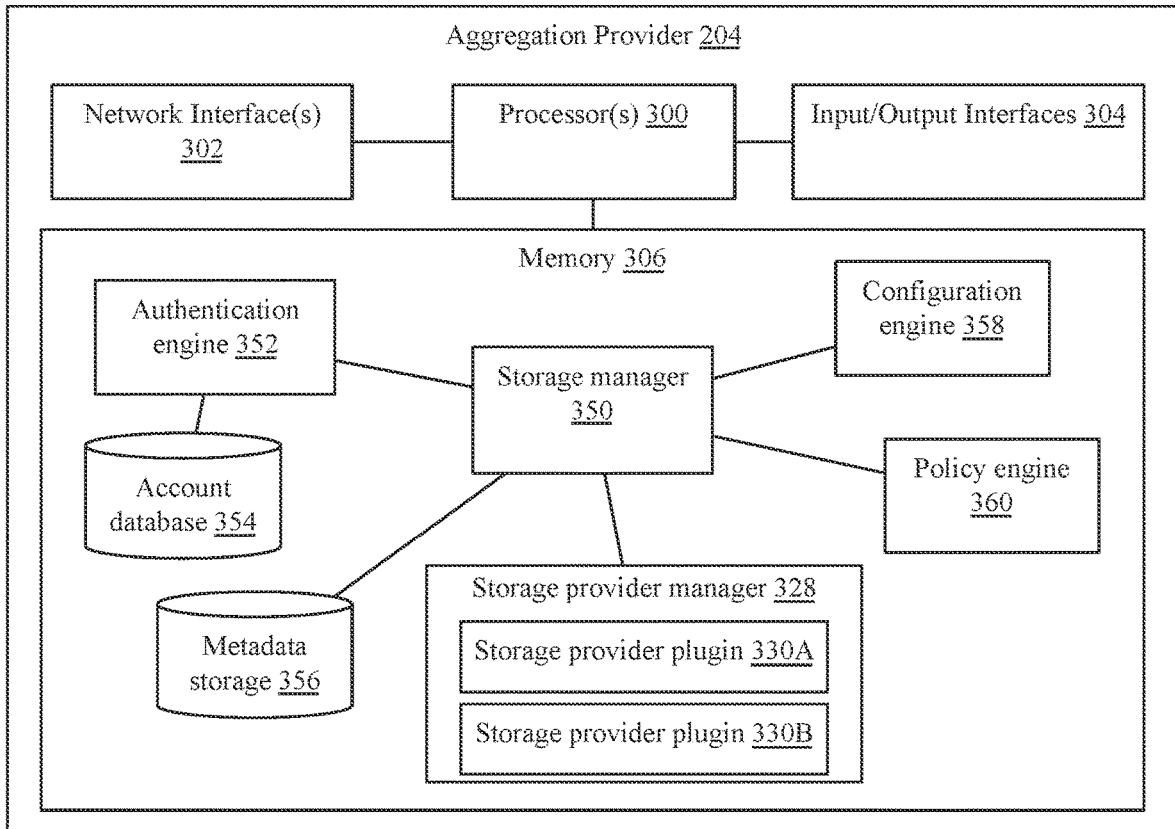 Aggregation Provider 204
Network Interface(s)
302
Processor(s) 300
Input/Output Interfaces 304
Memory 306
Authentication
engine 352
Configuration
engine 358
Storage manager
350
Account
database 354
Policy engine
360
Metadata
storage 356
Storage provider manager 328
Storage provider plugin 330A
Storage provider plugin 330B